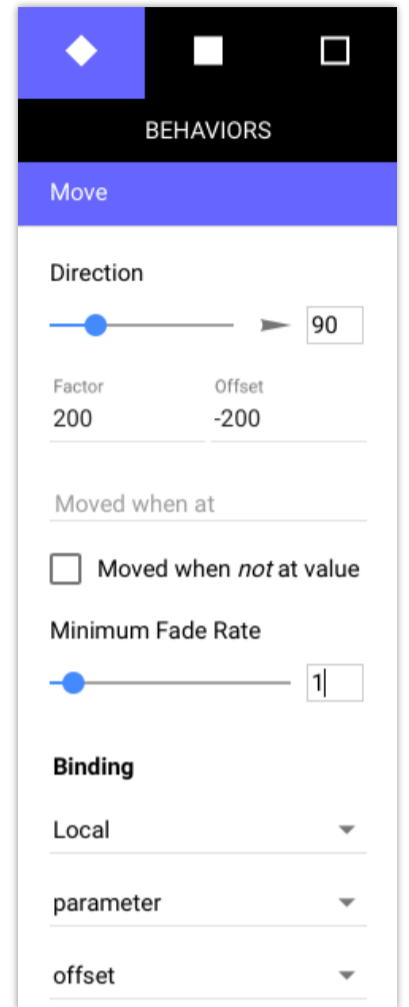 BEHAVIORS
Move
Direction
90
Factor Offset
200 -200
Moved when at
Moved when not at value
Minimum Fade Rate
1
Binding
Local
parameter
offset